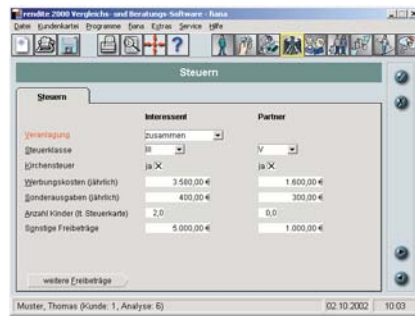 rendite 2000 Vergleichs- und Beratungs-Software - fiana
Datei Kundenkartei Programme fiana Extras Service Hilfe
Steuern
Steuern
Interessent Partner
Veranlagung zusammen
Steuerklasse III V
Kirchensteuer ja ja
Werbungskosten (jährlich) 3.580,00 € 1.600,00 €
Sonderausgaben (jährlich) 400,00 € 300,00 €
Anzahl Kinder (lt. Steuerkarte) 2,0 0,0
Sonstige Freibeträge 5.000,00 € 1.000,00 €
weitere Freibeträge
Muster, Thomas (Kunde: 1, Analyse: 6) 02.10.2002 10:03